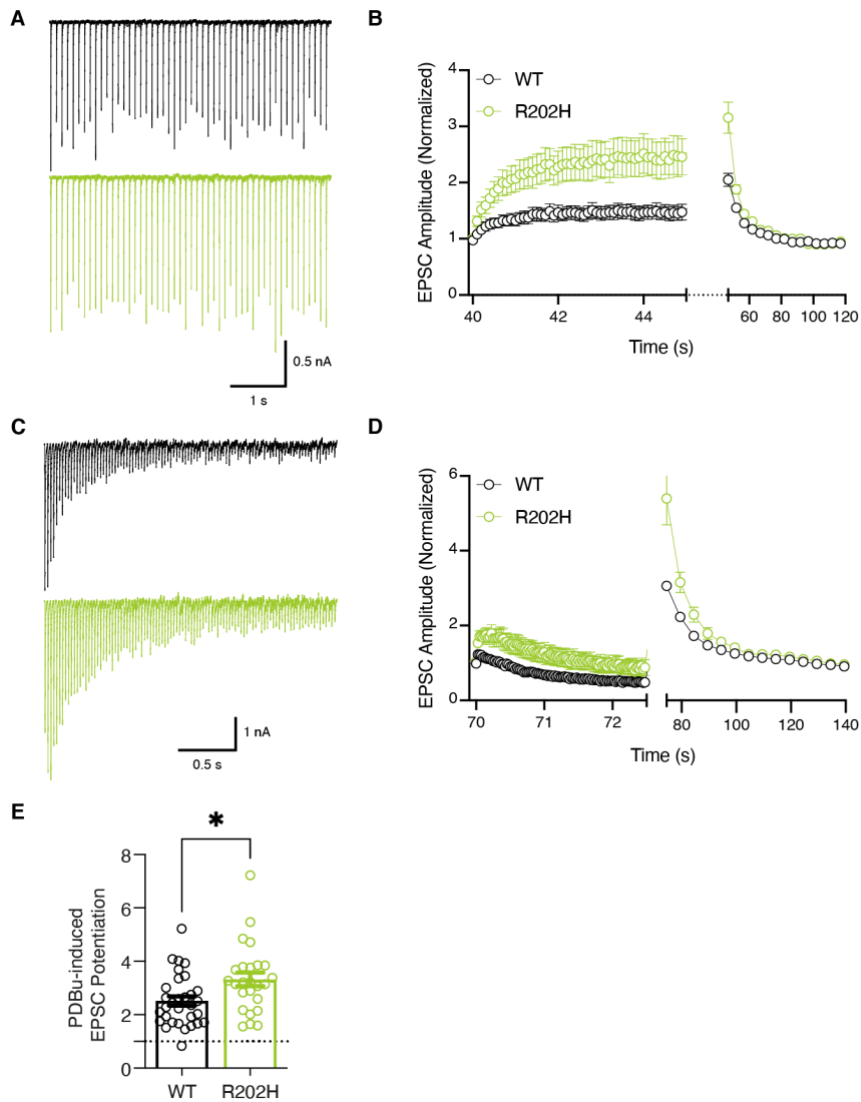 A
0.5 nA
1 s
B
EPSC Amplitude (Normalized)
4
3
2
1
0
WT
R202H
40
42
44
60
80
100
120
Time (s)
C
1 nA
0.5 s
D
EPSC Amplitude (Normalized)
6
4
2
0
WT
R202H
70
71
72
80
100
120
140
Time (s)
E
*
PDBu-induced
EPSC Potentiation
8
6
4
2
0
WT
R202H